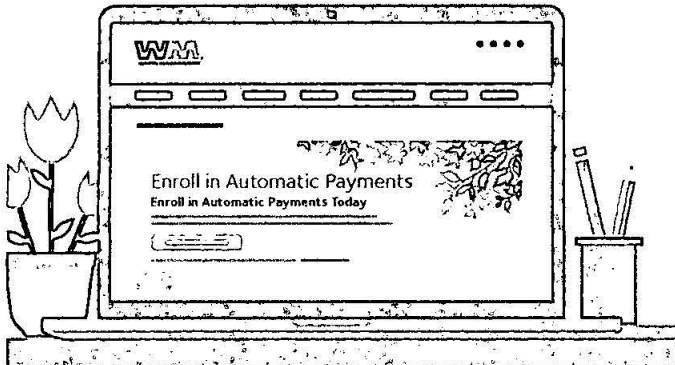 WM
Enroll in Automatic Payments
Enroll in Automatic Payments Today